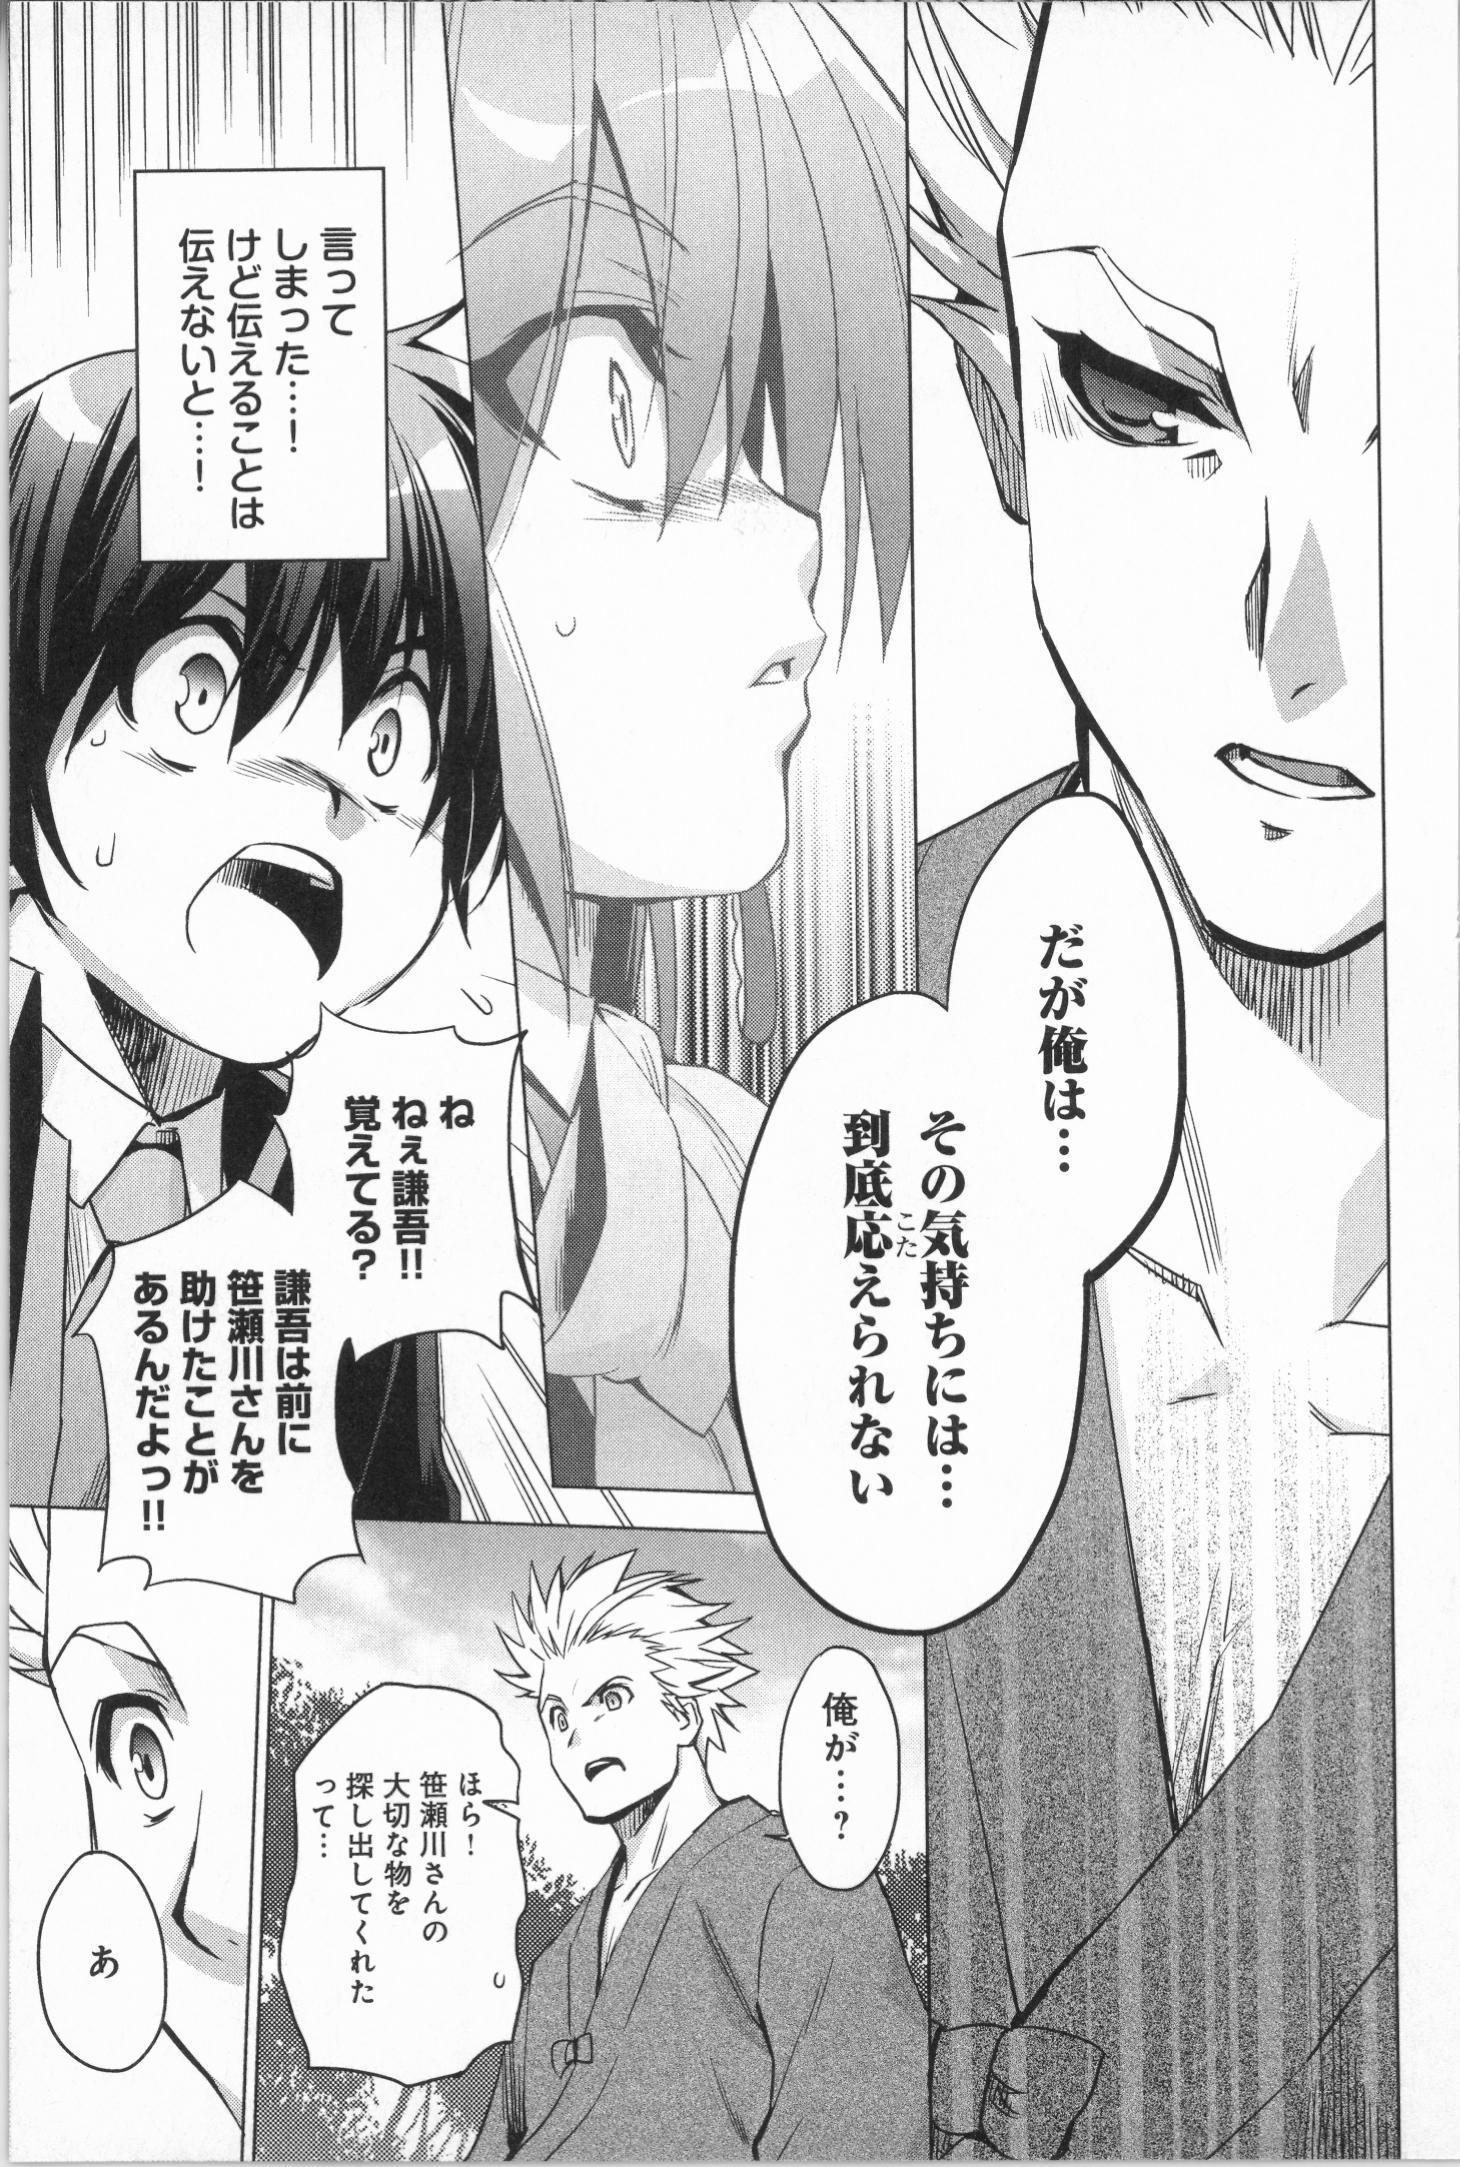 だが俺は…
その気持ちには…
到底応えられない
こた
言って
しまった…！
けど伝えることは
伝えないと…！
ね
ねぇ謙吾!!
覚えてる？
謙吾は前に
笹瀬川さんを
助けたことが
あるんだよっ!!
俺が…？
ほら！
笹瀬川さんの
大切な物を
探し出してくれた
って…
あ